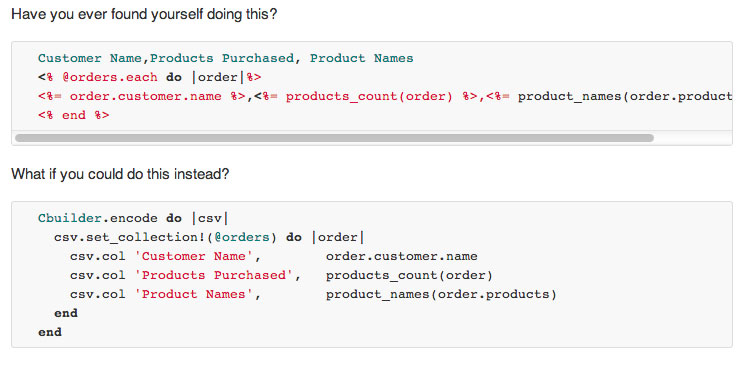 Have you ever found yourself doing this?
Customer Name,Products Purchased, Product Names
<% @orders.each do |order|%>
<%= order.customer.name %>,<%= products_count(order) %>,<%= product_names(order.product
<% end %>
What if you could do this instead?
Cbuilder.encode do |csv|
  csv.set_collection!(@orders) do |order|
    csv.col 'Customer Name',        order.customer.name
    csv.col 'Products Purchased',   products_count(order)
    csv.col 'Product Names',        product_names(order.products)
  end
end